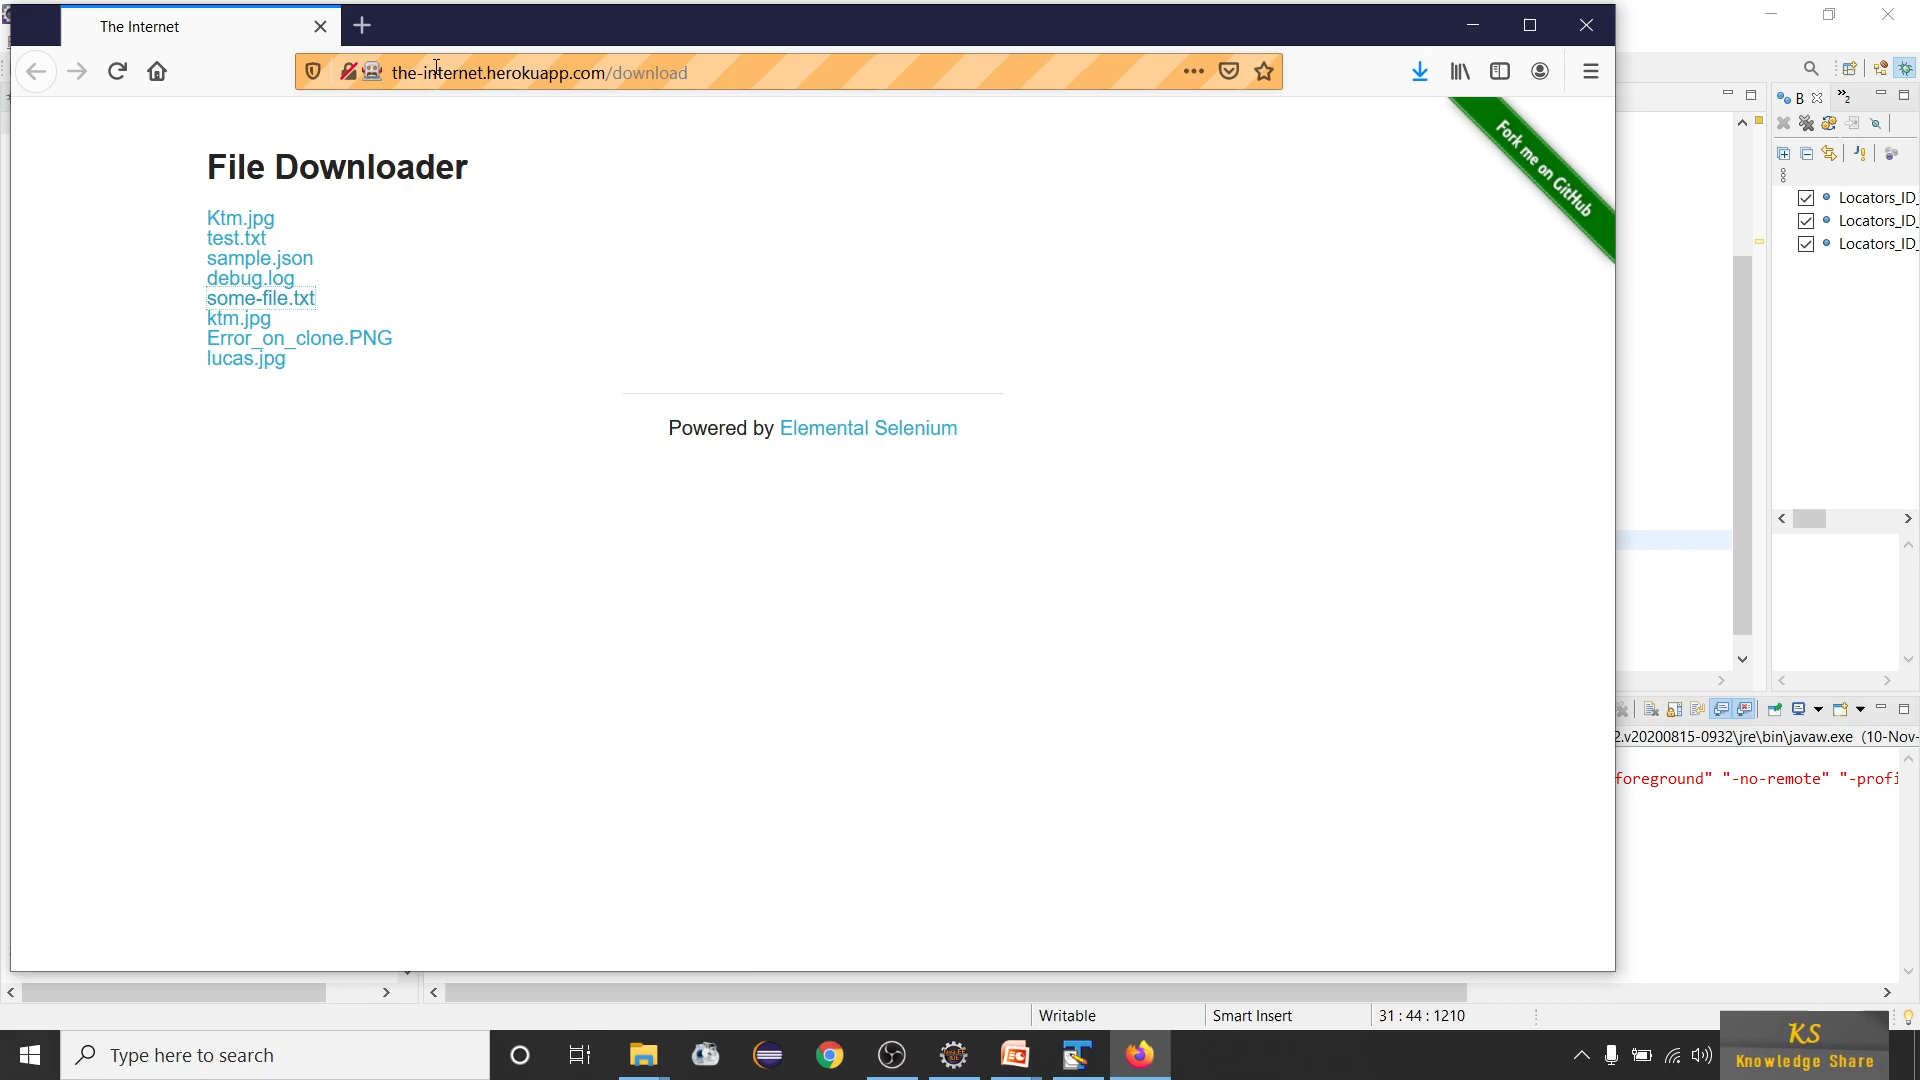 The Internet
the-internet.herokuapp.com/download
Fork me on GitHub
File Downloader
Ktm.jpg
test.txt
sample.json
debug.log
some-file.txt
ktm.jpg
Error_on_clone.PNG
lucas.jpg
Powered by Elemental Selenium
B
2
Locators_ID_
Locators_ID_
Locators_ID_
2.v20200815-0932\jre\bin\javaw.exe (10-Nov-
foreground" "-no-remote" "-profi
Writable
Smart Insert
31 : 44 : 1210
Type here to search
KS
Knowledge Share